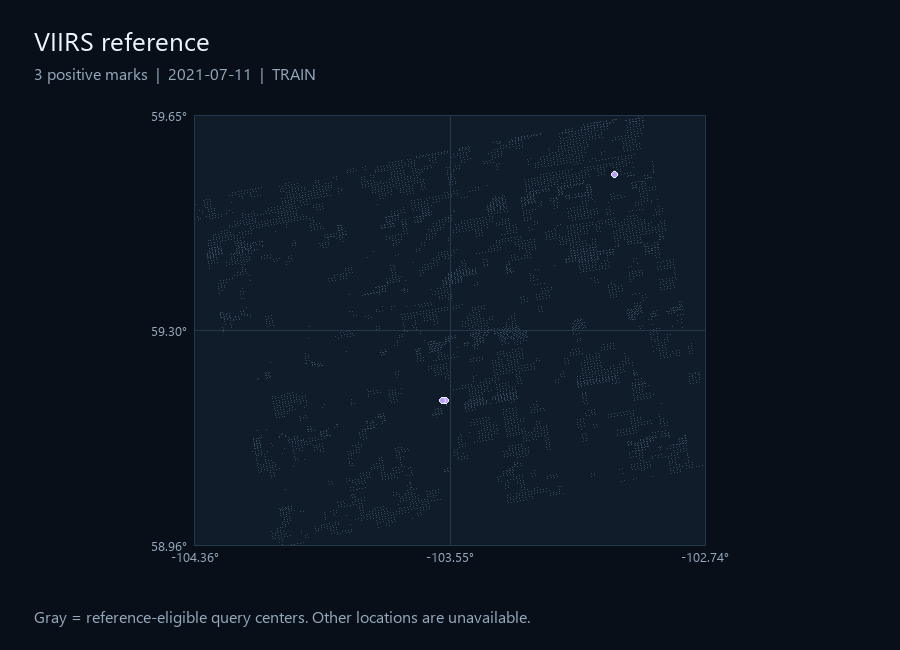 VIIRS reference
3 positive marks | 2021-07-11 | TRAIN
59.65°
59.30°
58.96°
-104.36°
-103.55°
-102.74°
Gray = reference-eligible query centers. Other locations are unavailable.